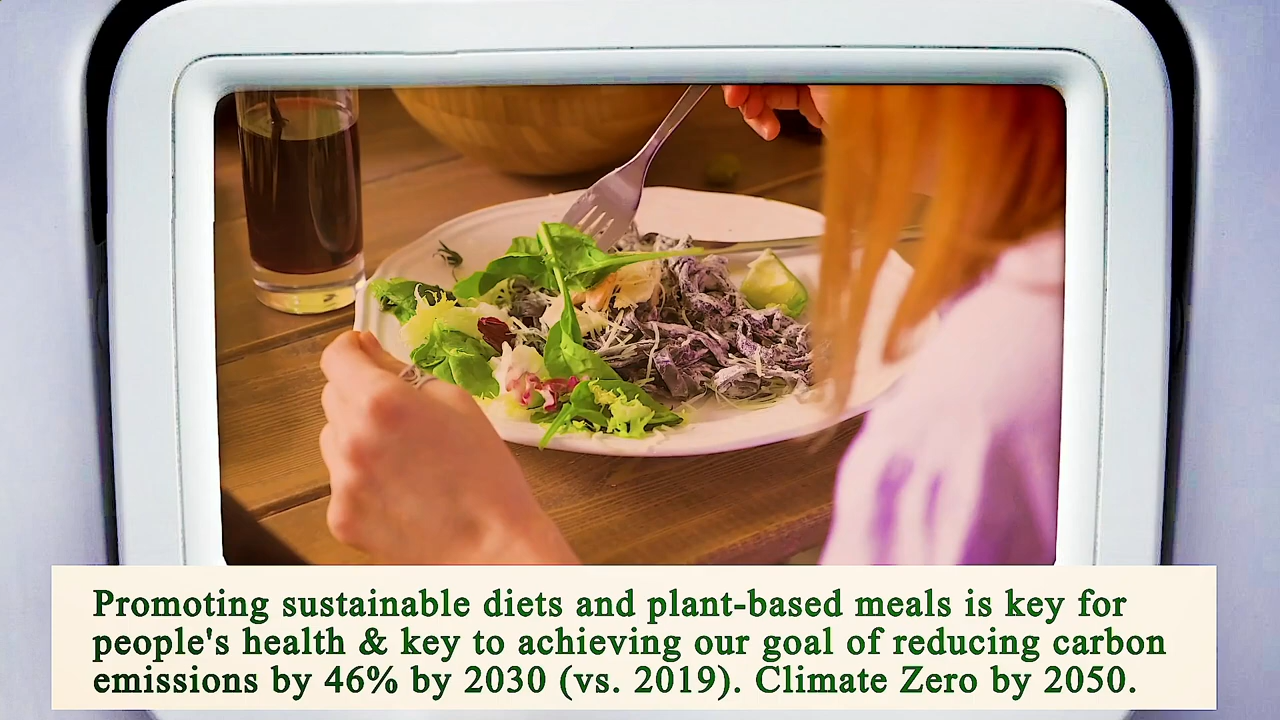 Promoting sustainable diets and plant-based meals is key for
people's health & key to achieving our goal of reducing carbon
emissions by 46% by 2030 (vs. 2019). Climate Zero by 2050.